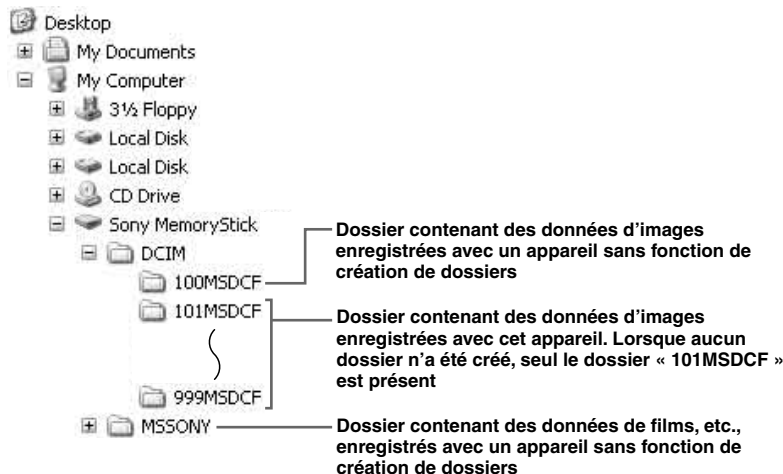 Desktop
My Documents
My Computer
3½ Floppy
Local Disk
Local Disk
CD Drive
Sony MemoryStick
DCIM
100MSDCF
101MSDCF
999MSDCF
MSSONY
Dossier contenant des données d’images
enregistrées avec un appareil sans fonction de
création de dossiers
Dossier contenant des données d’images
enregistrées avec cet appareil. Lorsque aucun
dossier n’a été créé, seul le dossier « 101MSDCF »
est présent
Dossier contenant des données de films, etc.,
enregistrés avec un appareil sans fonction de
création de dossiers